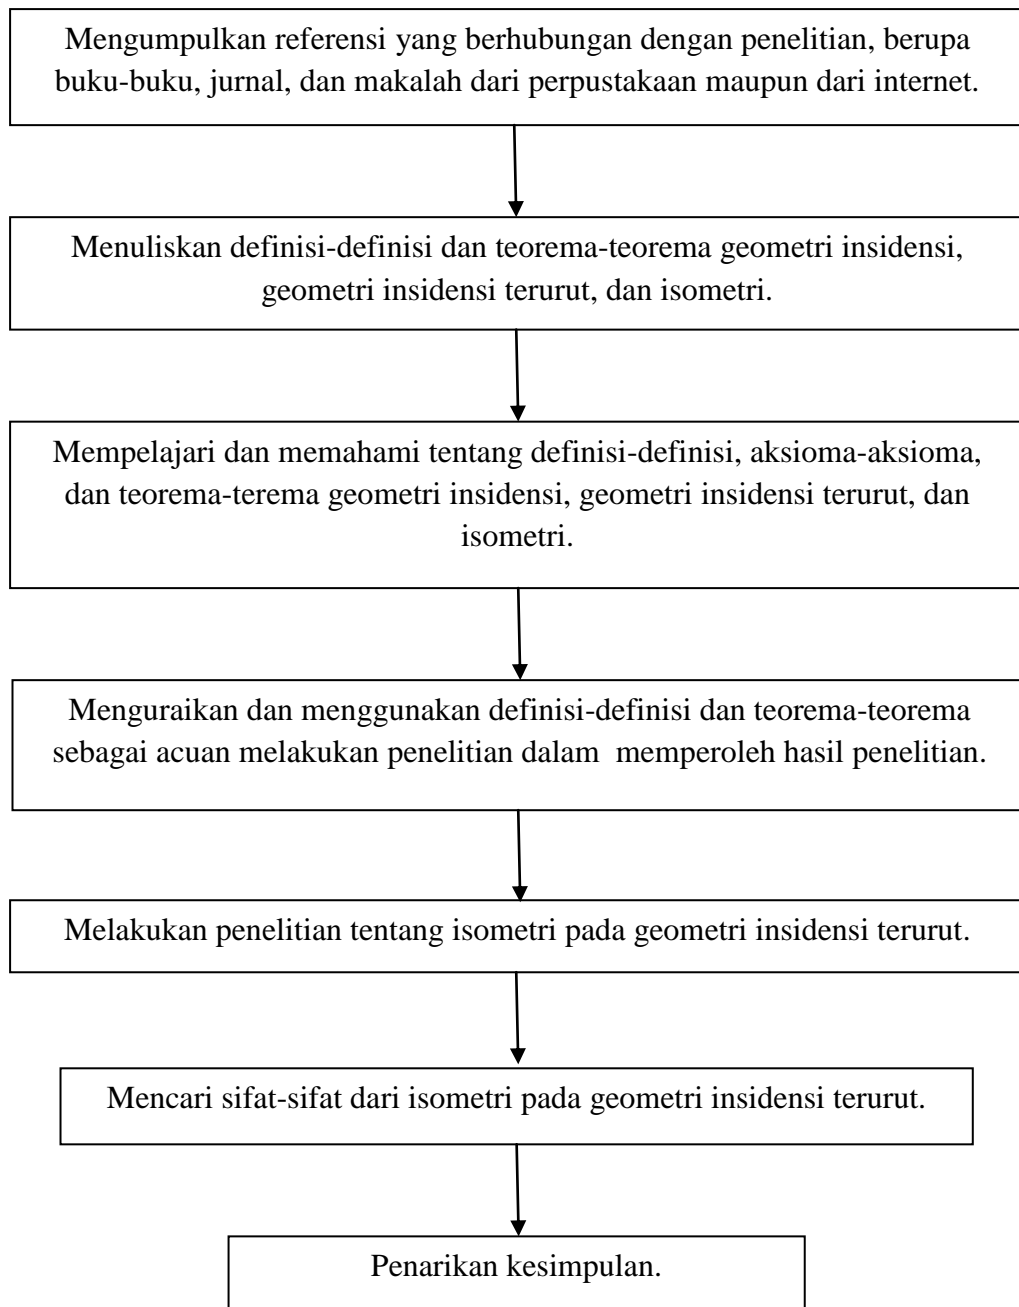 Mengumpulkan referensi yang berhubungan dengan penelitian, berupa
buku-buku, jurnal, dan makalah dari perpustakaan maupun dari internet.
Menuliskan definisi-definisi dan teorema-teorema geometri insidensi,
geometri insidensi terurut, dan isometri.
Mempelajari dan memahami tentang definisi-definisi, aksioma-aksioma,
dan teorema-terema geometri insidensi, geometri insidensi terurut, dan
isometri.
Menguraikan dan menggunakan definisi-definisi dan teorema-teorema
sebagai acuan melakukan penelitian dalam  memperoleh hasil penelitian.
Melakukan penelitian tentang isometri pada geometri insidensi terurut.
Mencari sifat-sifat dari isometri pada geometri insidensi terurut.
Penarikan kesimpulan.